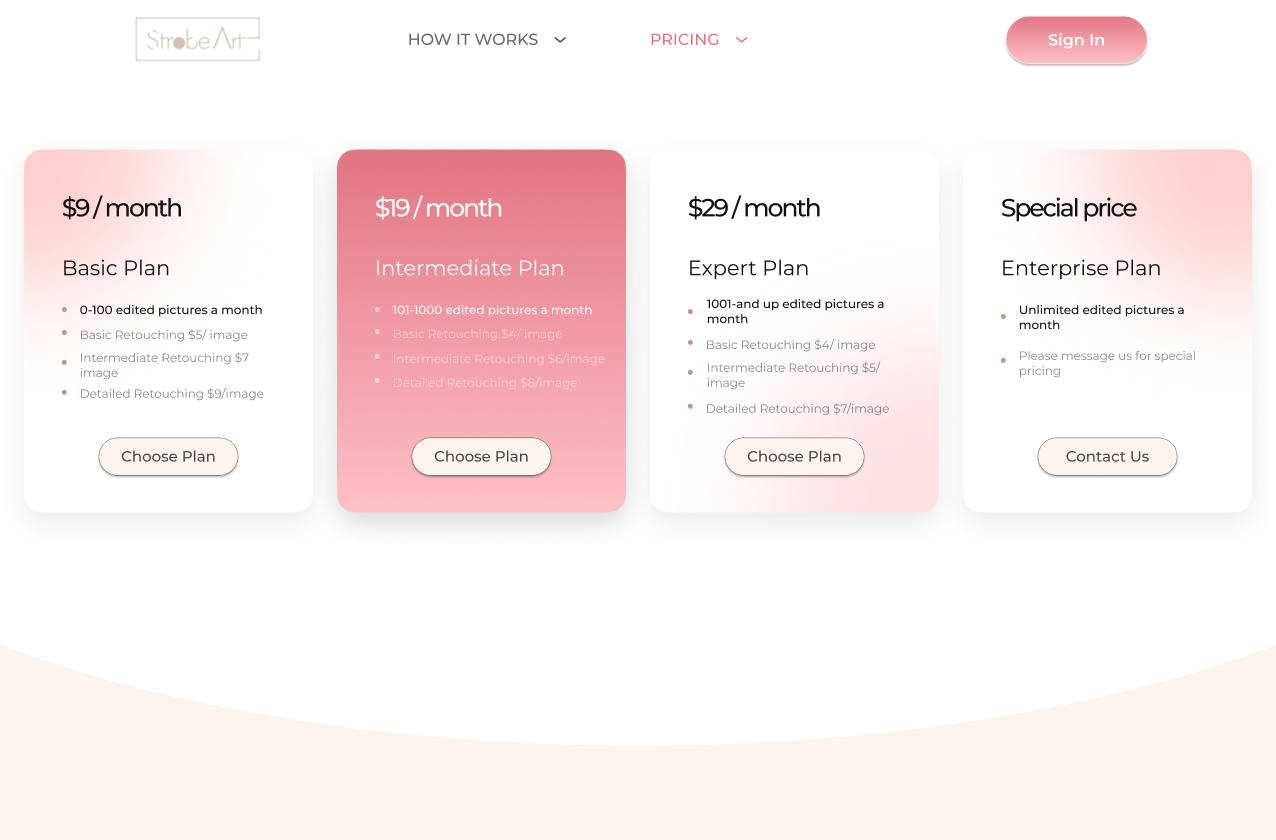 Strobe Art
HOW IT WORKS
PRICING
Sign In
$9 / month
Basic Plan
0-100 edited pictures a month
Basic Retouching $5/ image
Intermediate Retouching $7
image
Detailed Retouching $9/image
Choose Plan
$19 / month
Intermediate Plan
101-1000 edited pictures a month
Basic Retouching $4/ image
Intermediate Retouching $6/image
Detailed Retouching $8/image
Choose Plan
$29 / month
Expert Plan
1001-and up edited pictures a
month
Basic Retouching $4/ image
Intermediate Retouching $5/
image
Detailed Retouching $7/image
Choose Plan
Special price
Enterprise Plan
Unlimited edited pictures a
month
Please message us for special
pricing
Contact Us